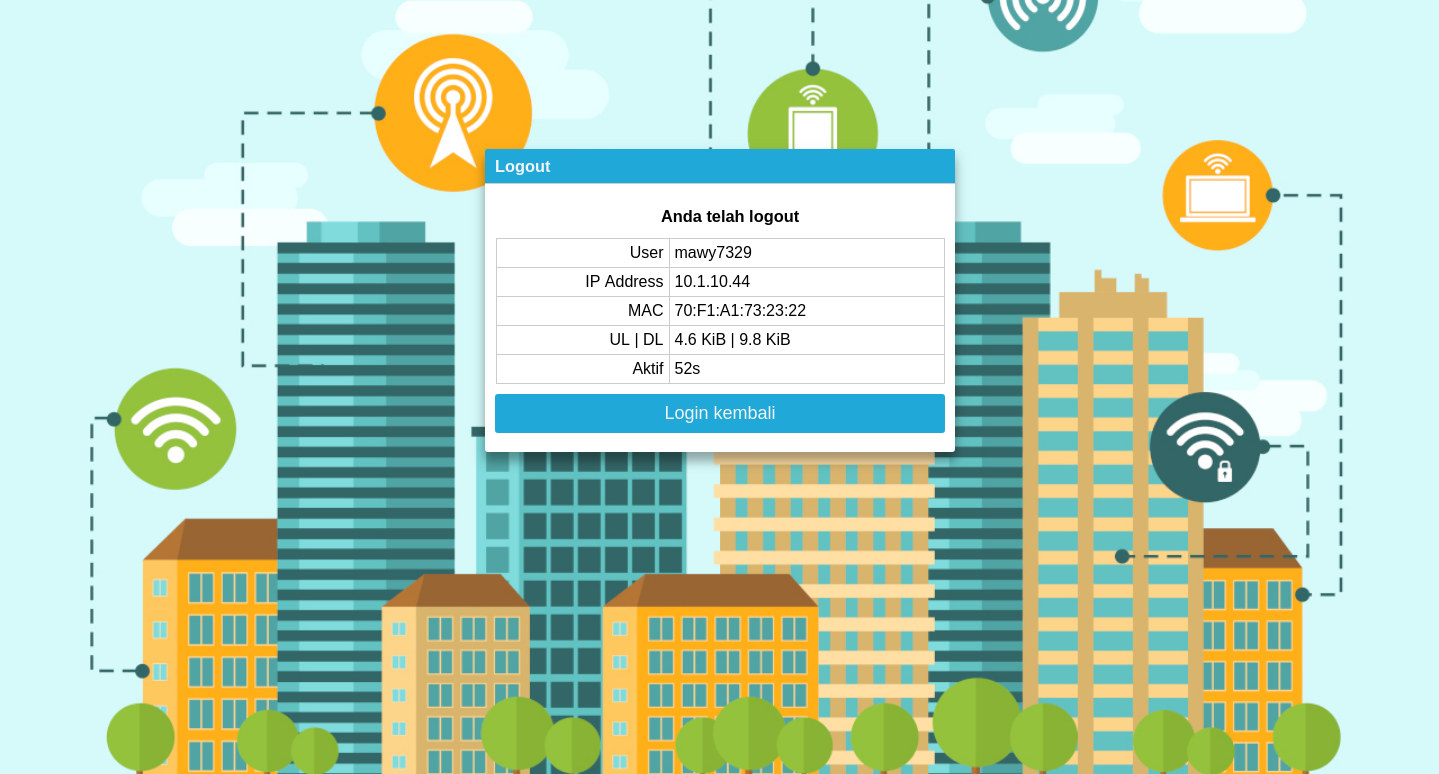 Logout
Anda telah logout
User mawy7329
IP Address 10.1.10.44
MAC 70:F1:A1:73:23:22
UL | DL 4.6 KiB | 9.8 KiB
Aktif 52s
Login kembali